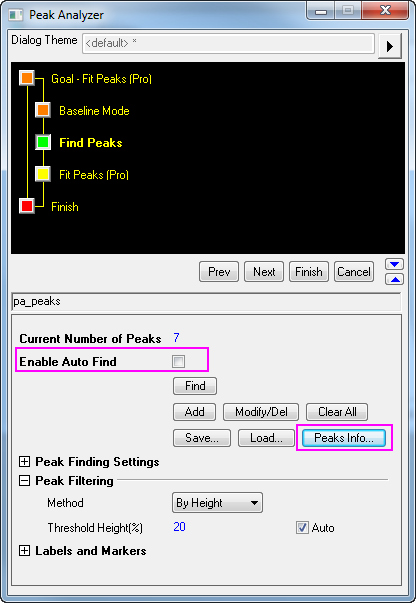 Peak Analyzer
Dialog Theme <default> *
Goal - Fit Peaks (Pro)
Baseline Mode
Find Peaks
Fit Peaks (Pro)
Finish
Prev Next Finish Cancel
pa_peaks
Current Number of Peaks 7
Enable Auto Find
Find
Add Modify/Del Clear All
Save... Load... Peaks Info...
Peak Finding Settings
Peak Filtering
Method By Height
Threshold Height(%) 20 Auto
Labels and Markers